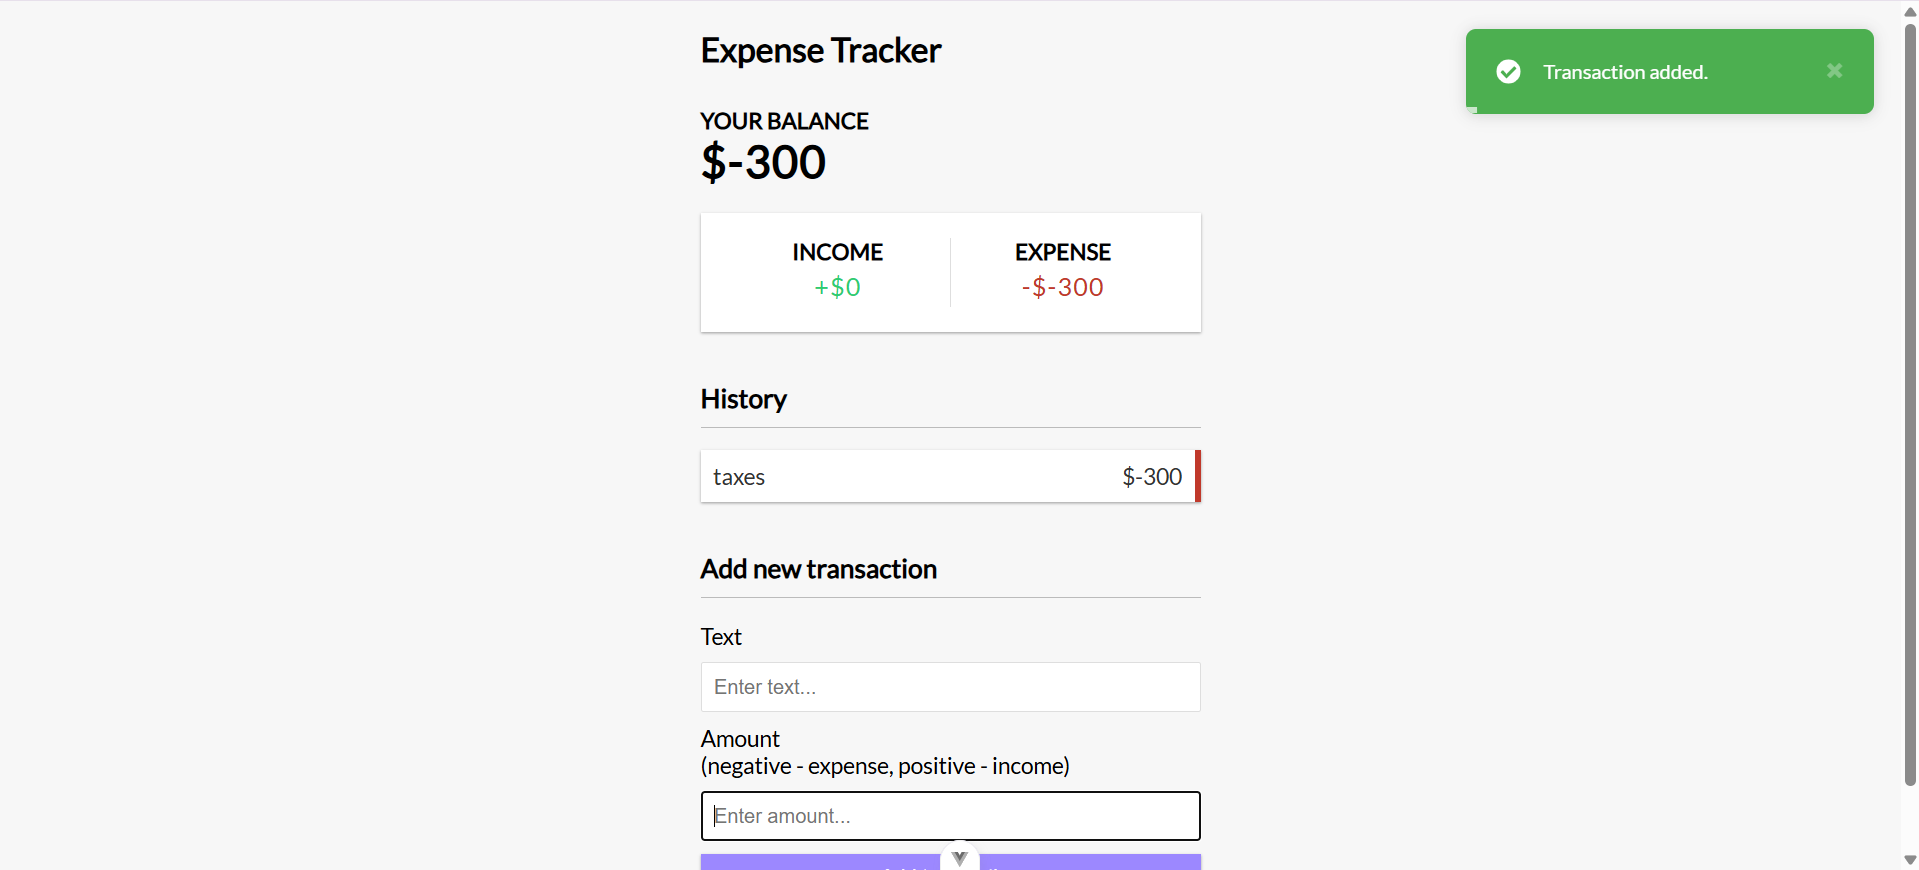 Expense Tracker
Transaction added.
YOUR BALANCE
$-300
INCOME
EXPENSE
+$0
-$-300
History
taxes
$-300
Add new transaction
Text
Enter text...
Amount
(negative - expense, positive - income)
Enter amount...